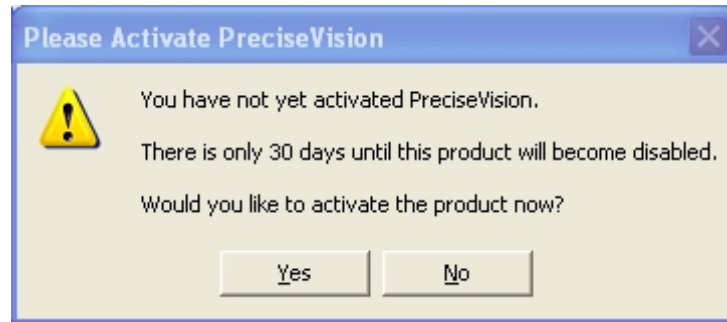 Please Activate PreciseVision
You have not yet activated PreciseVision.
There is only 30 days until this product will become disabled.
Would you like to activate the product now?
Yes
No